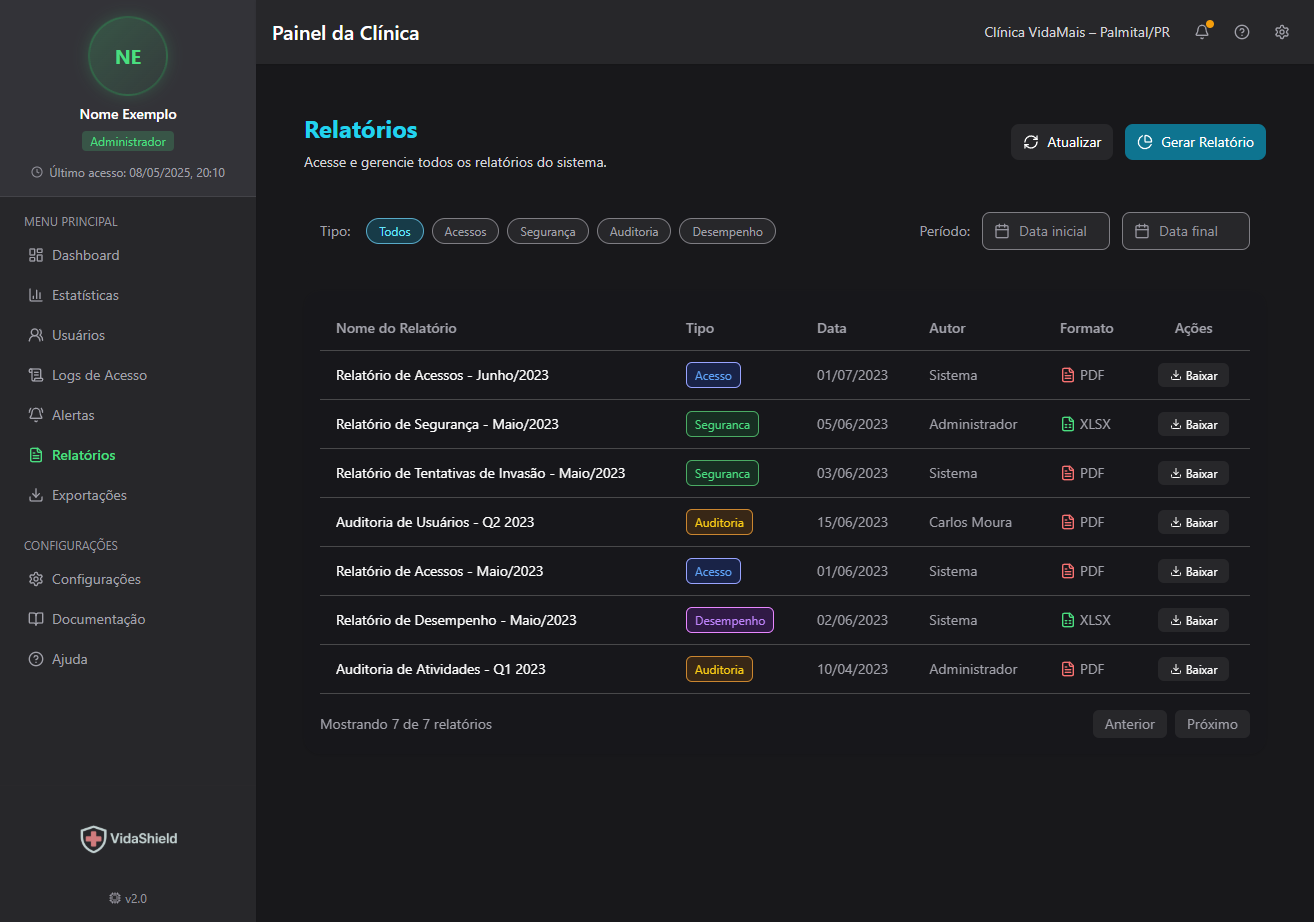 NE
Nome Exemplo
Administrador
Último acesso: 08/05/2025, 20:10
MENU PRINCIPAL
Dashboard
Estatísticas
Usuários
Logs de Acesso
Alertas
Relatórios
Exportações
CONFIGURAÇÕES
Configurações
Documentação
Ajuda
VidaShield
v2.0
Painel da Clínica
Clínica VidaMais – Palmital/PR
Relatórios
Acesse e gerencie todos os relatórios do sistema.
Atualizar
Gerar Relatório
Tipo: Todos Acessos Segurança Auditoria Desempenho Período: Data inicial Data final
Nome do Relatório Tipo Data Autor Formato Ações
Relatório de Acessos - Junho/2023 Acesso 01/07/2023 Sistema PDF Baixar
Relatório de Segurança - Maio/2023 Seguranca 05/06/2023 Administrador XLSX Baixar
Relatório de Tentativas de Invasão - Maio/2023 Seguranca 03/06/2023 Sistema PDF Baixar
Auditoria de Usuários - Q2 2023 Auditoria 15/06/2023 Carlos Moura PDF Baixar
Relatório de Acessos - Maio/2023 Acesso 01/06/2023 Sistema PDF Baixar
Relatório de Desempenho - Maio/2023 Desempenho 02/06/2023 Sistema XLSX Baixar
Auditoria de Atividades - Q1 2023 Auditoria 10/04/2023 Administrador PDF Baixar
Mostrando 7 de 7 relatórios Anterior Próximo